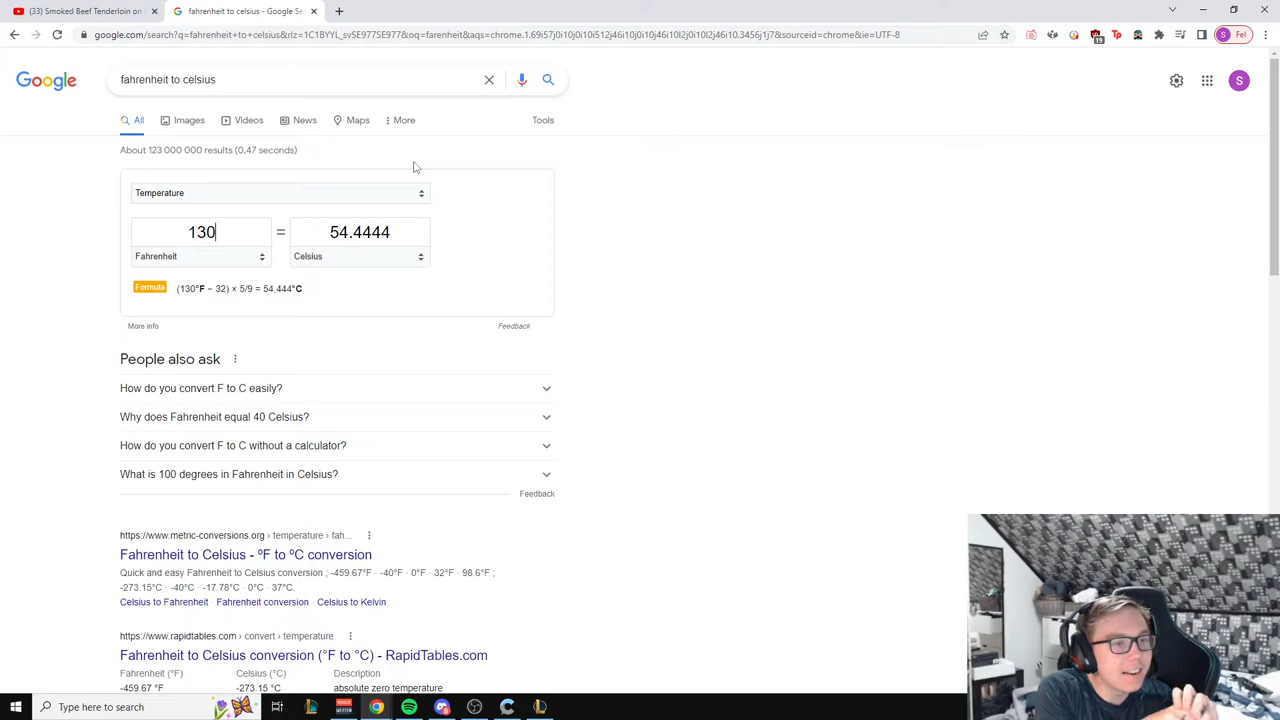 (33) Smoked Beef Tenderloin on
fahrenheit to celsius - Google Se
google.com/search?q=fahrenheit+to+celsius&rlz=1C1BYYL_svSE977SE977&oq=farenheit&aqs=chrome.1.69i57j0i10j0i10i512j46i10j0i10j46i10l2j0i10l2j46i10.3456j1j7&sourceid=chrome&ie=UTF-8
19
Tp
S Fel
Google
fahrenheit to celsius
S
All Images Videos News Maps More Tools
About 123 000 000 results (0,47 seconds)
Temperature
130 = 54.4444
Fahrenheit Celsius
Formula (130°F − 32) × 5/9 = 54,444°C
More info Feedback
People also ask
How do you convert F to C easily?
Why does Fahrenheit equal 40 Celsius?
How do you convert F to C without a calculator?
What is 100 degrees in Fahrenheit in Celsius?
Feedback
https://www.metric-conversions.org › temperature › fah...
Fahrenheit to Celsius - ºF to ºC conversion
Quick and easy Fahrenheit to Celsius conversion ; -459.67°F · -40°F · 0°F · 32°F · 98.6°F ;
-273.15°C · -40°C · -17.78°C · 0°C · 37°C.
Celsius to Fahrenheit · Fahrenheit conversion · Celsius to Kelvin
https://www.rapidtables.com › convert › temperature
Fahrenheit to Celsius conversion (°F to °C) - RapidTables.com
Fahrenheit (°F) Celsius (°C) Description
-459.67 °F -273.15 °C absolute zero temperature
Type here to search